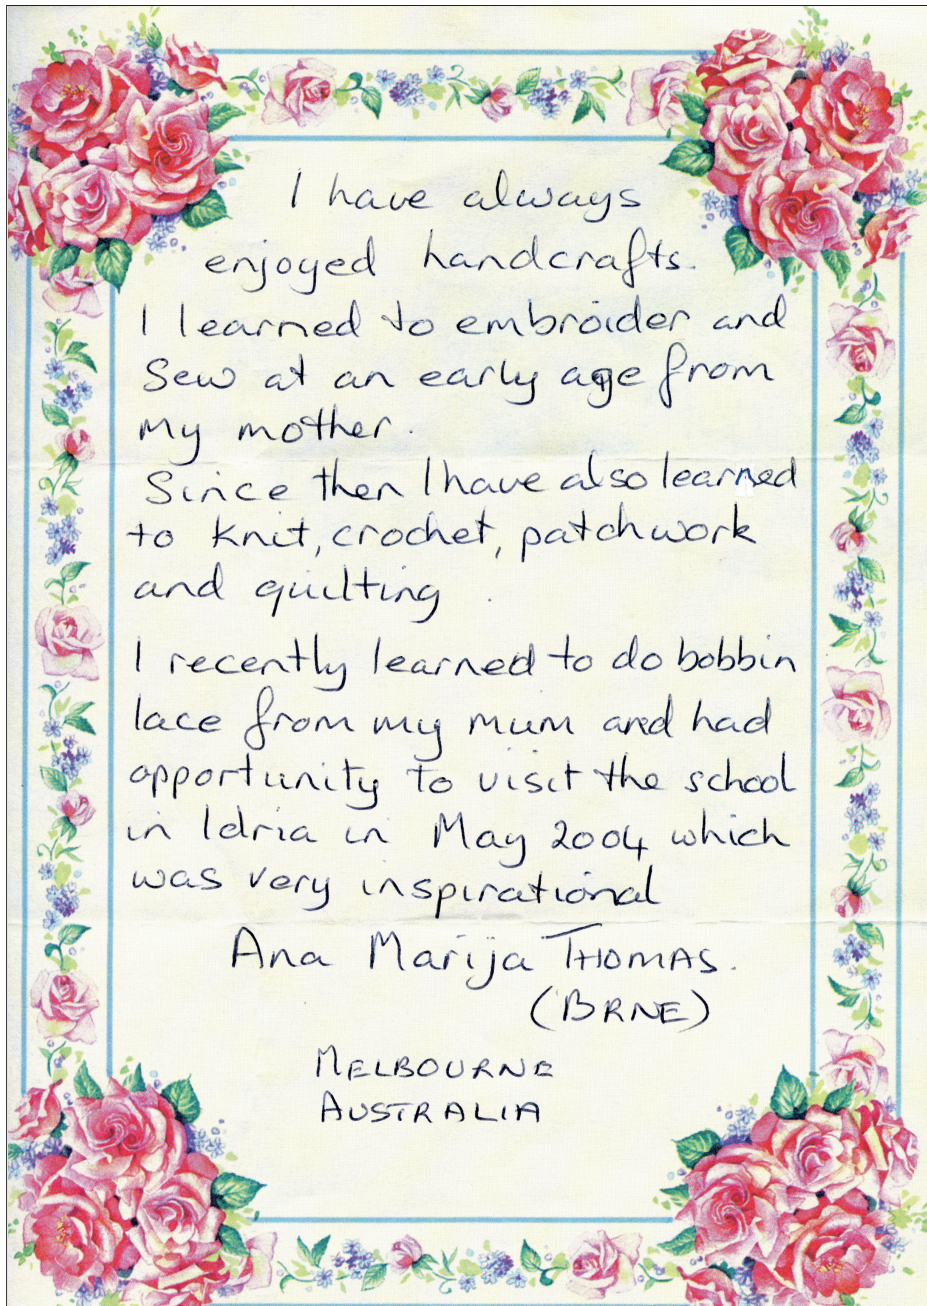 I have always
enjoyed handcrafts.
I learned to embroider and
Sew at an early age from
my mother.
Since then I have also learned
to knit, crochet, patchwork
and quilting.
I recently learned to do bobbin
lace from my mum and had
opportunity to visit the school
in Idria in May 2004 which
was very inspirational
Ana Marija THOMAS.
(BRNE)
MELBOURNE
AUSTRALIA